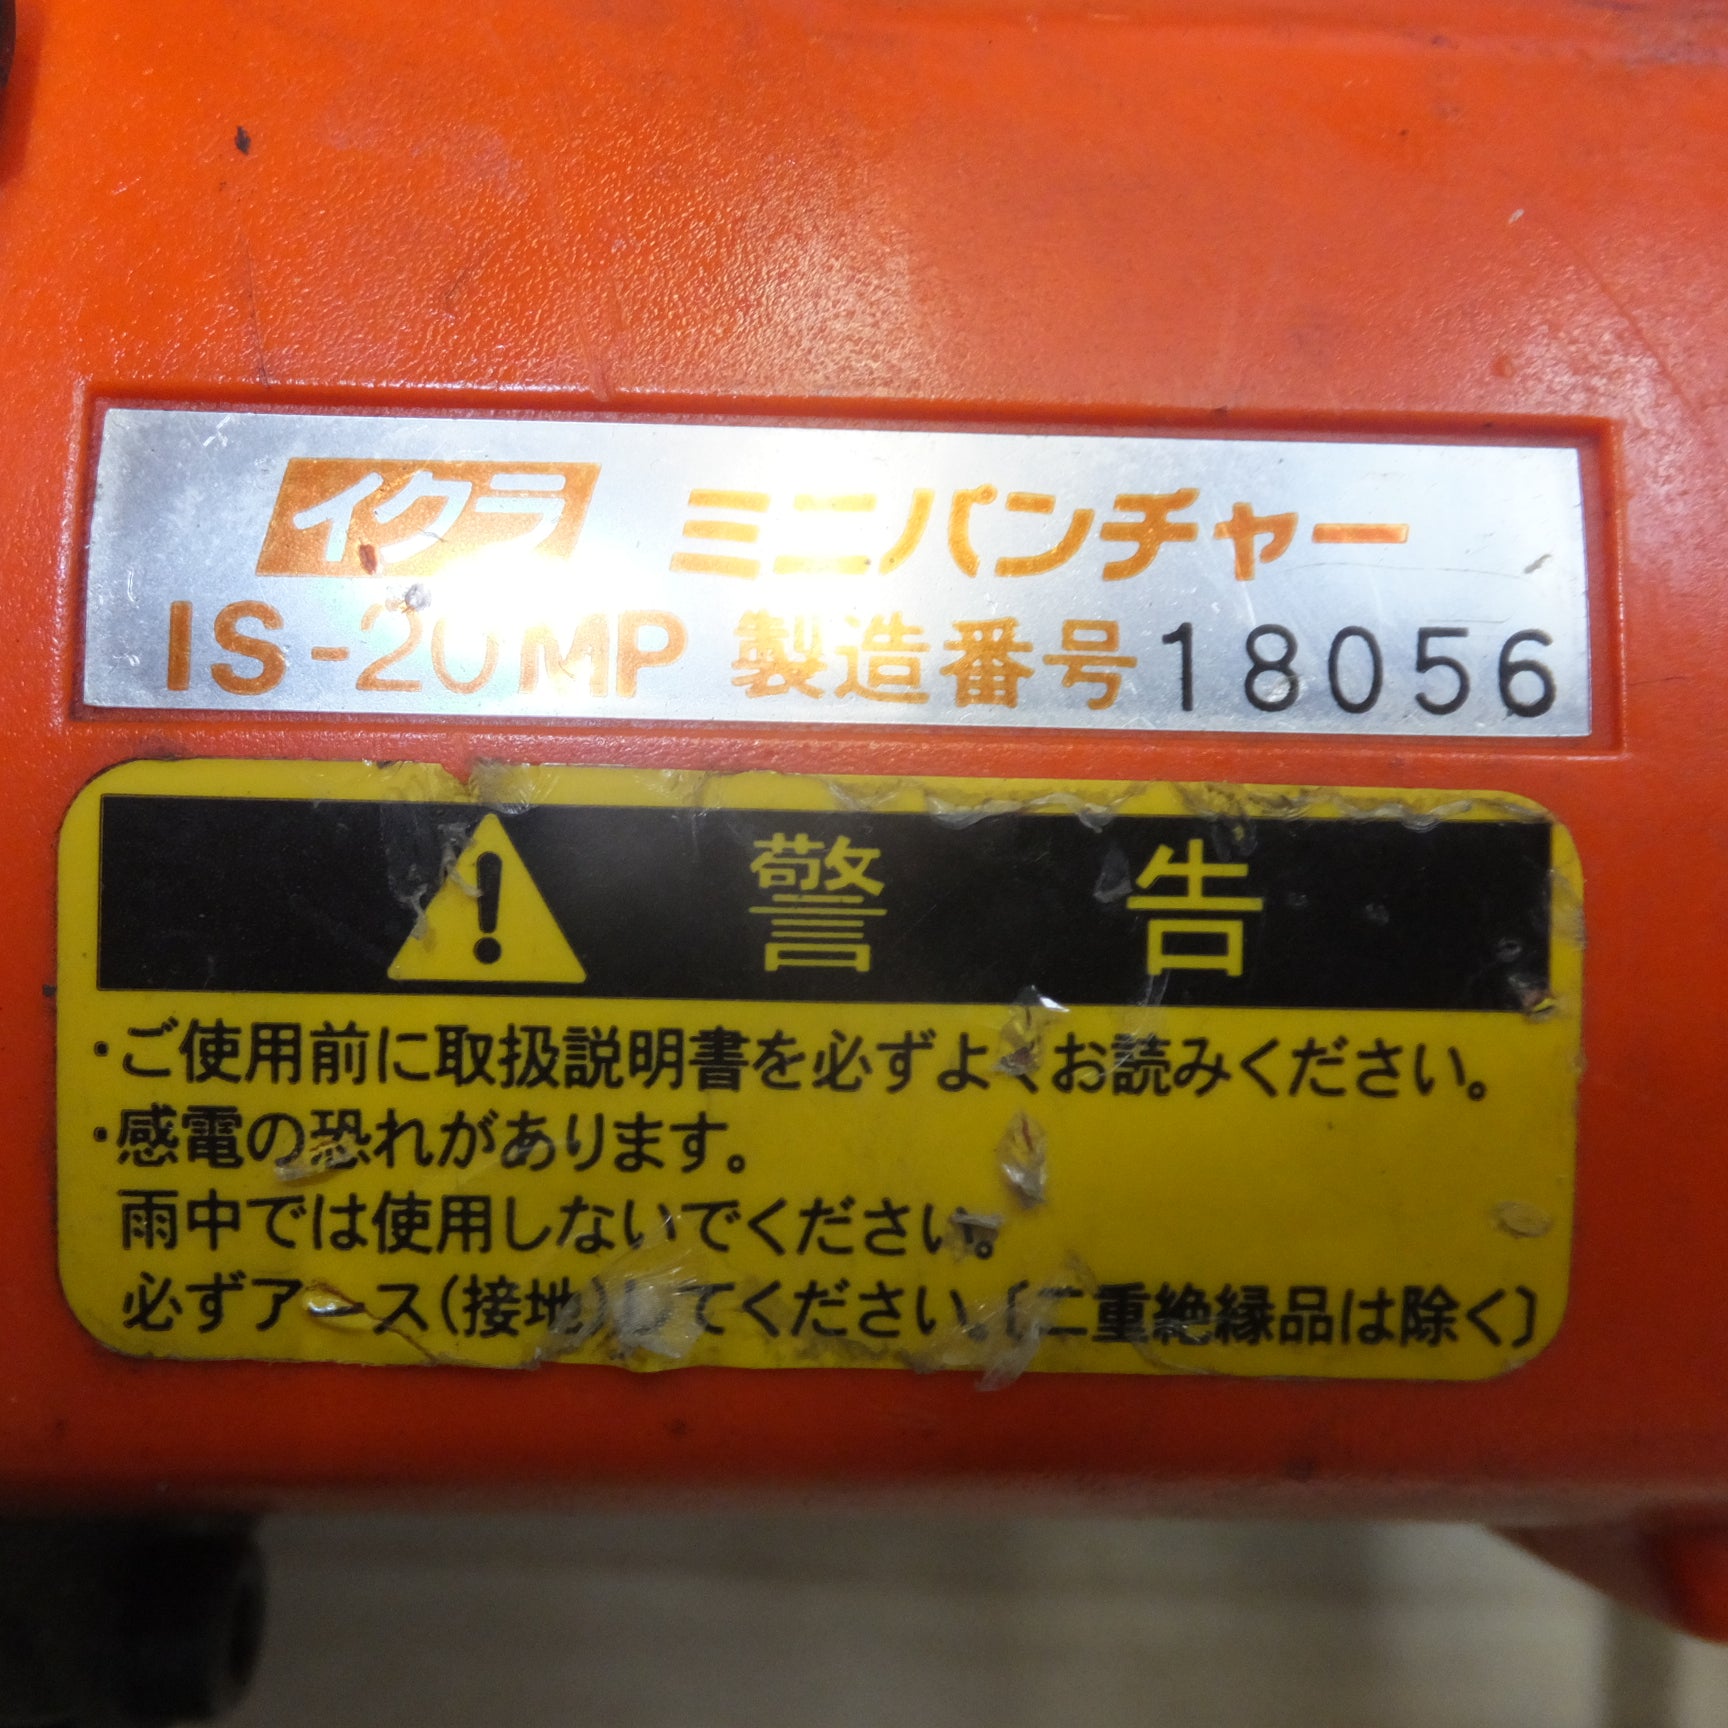 イクラ ミニパンチャー
IS-20MP 製造番号 18056
警告
・ご使用前に取扱説明書を必ずよくお読みください。
・感電の恐れがあります。
雨中では使用しないでください。
必ずアース(接地)してください。〔二重絶縁品は除く〕